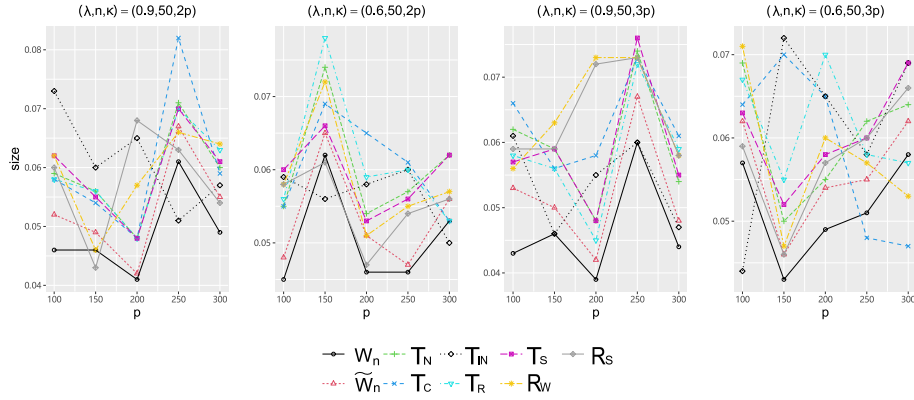 (λ,n,κ) = (0.9,50,2p) (λ,n,κ) = (0.6,50,2p) (λ,n,κ) = (0.9,50,3p) (λ,n,κ) = (0.6,50,3p)
size
0.08
0.07
0.06
0.05
0.04
100 150 200 250 300
p
0.07
0.06
0.05
100 150 200 250 300
p
0.07
0.06
0.05
0.04
100 150 200 250 300
p
0.07
0.06
0.05
100 150 200 250 300
p
Wn TN TIN TS RS
W̃n TC TR RW